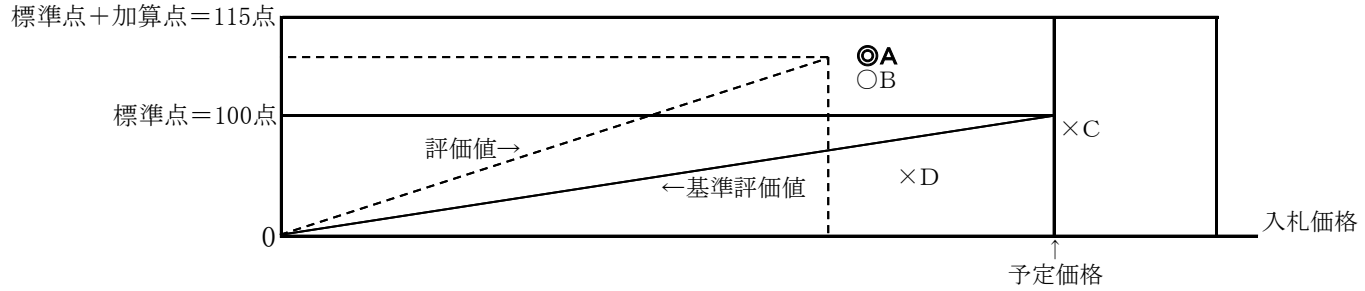 標準点＋加算点＝115点
◎A
○B
標準点＝100点
×C
評価値→
×D
←基準評価値
入札価格
0
↑
予定価格